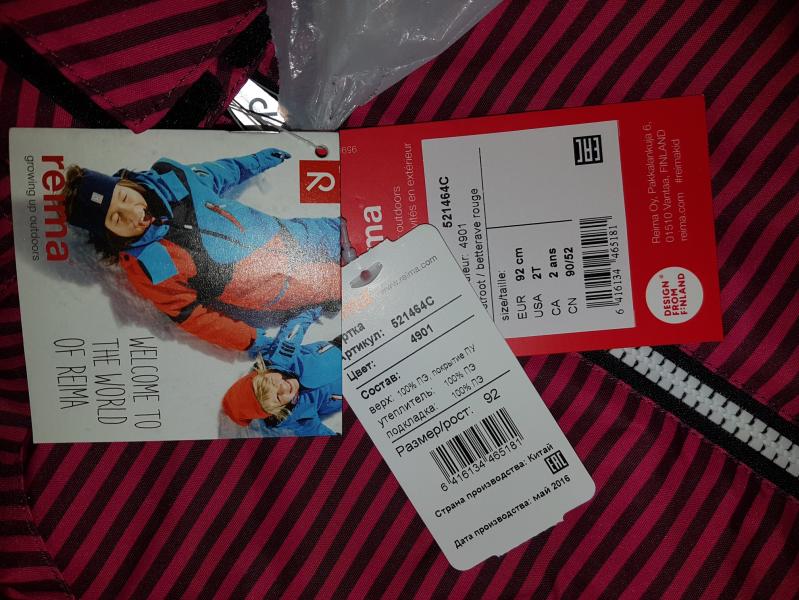 reima
growing up outdoors
WELCOME TO
THE WORLD
OF REIMA
outdoors
en extérieur
521464C
4901
betterave rouge
size/taille:
EUR 92 cm
USA 2T
CA 2 ans
CN 90/52
6 416134 465181
Reima Oy, Pakkalankuja 6,
01510 Vantaa, FINLAND
reima.com #reimakid
DESIGN
FROM
FINLAND
www.reima.com
Артикул: 521464C
Цвет: 4901
Состав:
верх: 100% ПЭ, покрытие ПУ
утеплитель: 100% ПЭ
подкладка: 100% ПЭ
Размер/рост: 92
6 416134 465181
Страна производства: Китай
Дата производства: май 2016
EAC